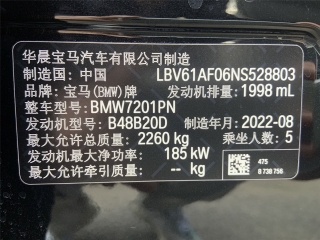 华晨宝马汽车有限公司制造
制造国：中国 LBV61AF06NS528803
品牌：宝马(BMW)牌 发动机排量：1998 mL
整车型号：BMW7201PN
发动机型号：B48B20D 制造年月：2022-08
最大允许总质量：2260 kg 乘坐人数：5
发动机最大净功率：185 kW
最大允许牵引质量：-- kg
475
8 738 756